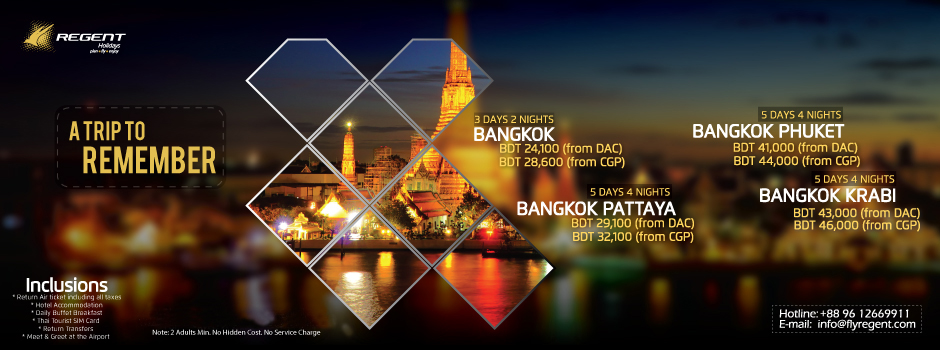 REGENT
Holidays
plan • fly • enjoy
A TRIP TO
REMEMBER
3 DAYS 2 NIGHTS
BANGKOK
BDT 24,100 (from DAC)
BDT 28,600 (from CGP)
5 DAYS 4 NIGHTS
BANGKOK PHUKET
BDT 41,000 (from DAC)
BDT 44,000 (from CGP)
5 DAYS 4 NIGHTS
BANGKOK PATTAYA
BDT 29,100 (from DAC)
BDT 32,100 (from CGP)
5 DAYS 4 NIGHTS
BANGKOK KRABI
BDT 43,000 (from DAC)
BDT 46,000 (from CGP)
Inclusions
* Return Air ticket including all taxes
* Hotel Accommodation
* Daily Buffet Breakfast
* Thai Tourist SIM Card
* Return Transfers
* Meet & Greet at the Airport
Note: 2 Adults Min. No Hidden Cost. No Service Charge
Hotline: +88 96 12669911
E-mail: info@flyregent.com